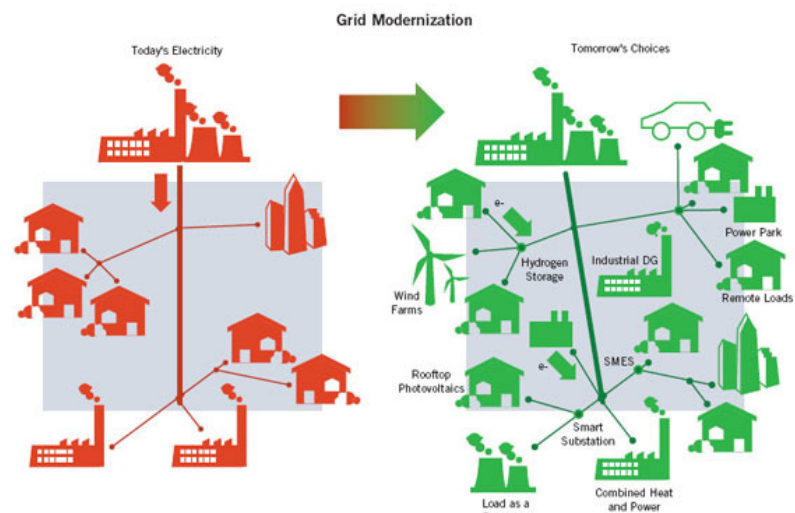 Grid Modernization
Today's Electricity
Tomorrow's Choices
e-
Power Park
Hydrogen
Storage
Industrial DG
Wind
Farms
Remote Loads
Rooftop
Photovoltaics
e-
SMES
Smart
Substation
Load as a
Combined Heat
and Power